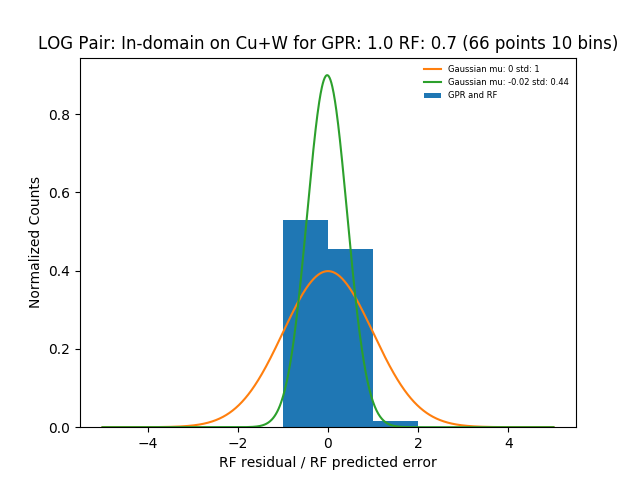 LOG Pair: In-domain on Cu+W for GPR: 1.0 RF: 0.7 (66 points 10 bins)
Gaussian mu: 0 std: 1
Gaussian mu: -0.02 std: 0.44
GPR and RF
Normalized Counts
0.8
0.6
0.4
0.2
0.0
−4 −2 0 2 4
RF residual / RF predicted error